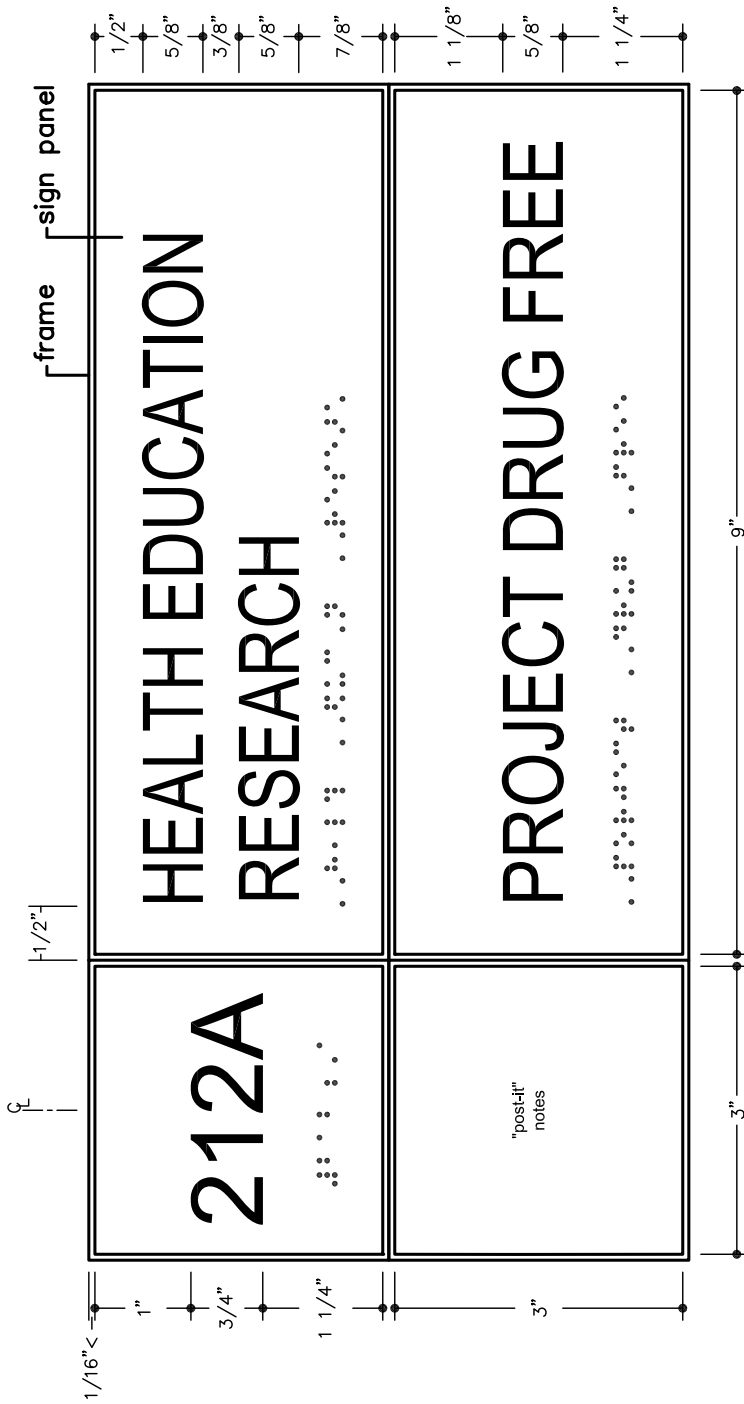 ℄
1/2"
frame
sign panel
1/16"<
1"
3/4"
1 1/4"
3"
212A
HEALTH EDUCATION
RESEARCH
1/2"
5/8"
3/8"
5/8"
7/8"
"post-it"
notes
PROJECT DRUG FREE
1 1/8"
5/8"
1 1/4"
3"
9"